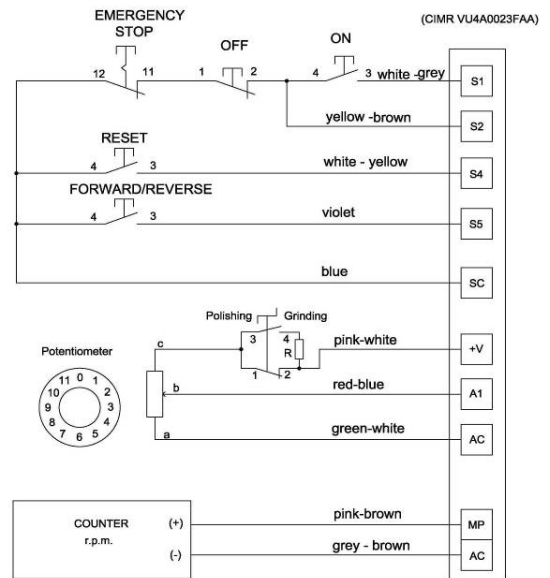 EMERGENCY
STOP
OFF
ON
(CIMR VU4A0023FAA)
12 11 1 2 4 3 white-grey S1
yellow -brown S2
RESET
4 3 white - yellow S4
FORWARD/REVERSE
4 3 violet S5
blue SC
Polishing Grinding
3 4
R
pink-white +V
1 2
c
Potentiometer
b red-blue A1
11 0 1
10 2
9 3
8 4
7 6 5
a green-white AC
pink-brown MP
COUNTER (+)
r.p.m.
(-) grey - brown AC